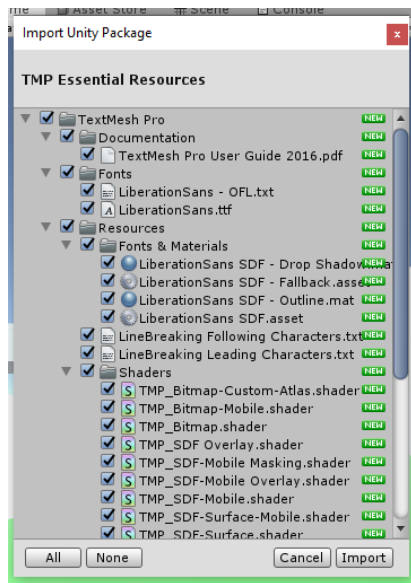 Asset Store
Scene
Console
Import Unity Package
x
TMP Essential Resources
TextMesh Pro NEW
Documentation NEW
TextMesh Pro User Guide 2016.pdf NEW
Fonts NEW
LiberationSans - OFL.txt NEW
A LiberationSans.ttf NEW
Resources NEW
Fonts & Materials NEW
LiberationSans SDF - Drop Shadow.mat NEW
LiberationSans SDF - Fallback.asset NEW
LiberationSans SDF - Outline.mat NEW
LiberationSans SDF.asset NEW
LineBreaking Following Characters.txt NEW
LineBreaking Leading Characters.txt NEW
Shaders NEW
S TMP_Bitmap-Custom-Atlas.shader NEW
S TMP_Bitmap-Mobile.shader NEW
S TMP_Bitmap.shader NEW
S TMP_SDF Overlay.shader NEW
S TMP_SDF-Mobile Masking.shader NEW
S TMP_SDF-Mobile Overlay.shader NEW
S TMP_SDF-Mobile.shader NEW
S TMP_SDF-Surface-Mobile.shader NEW
S TMP_SDF-Surface.shader NEW
All None Cancel Import